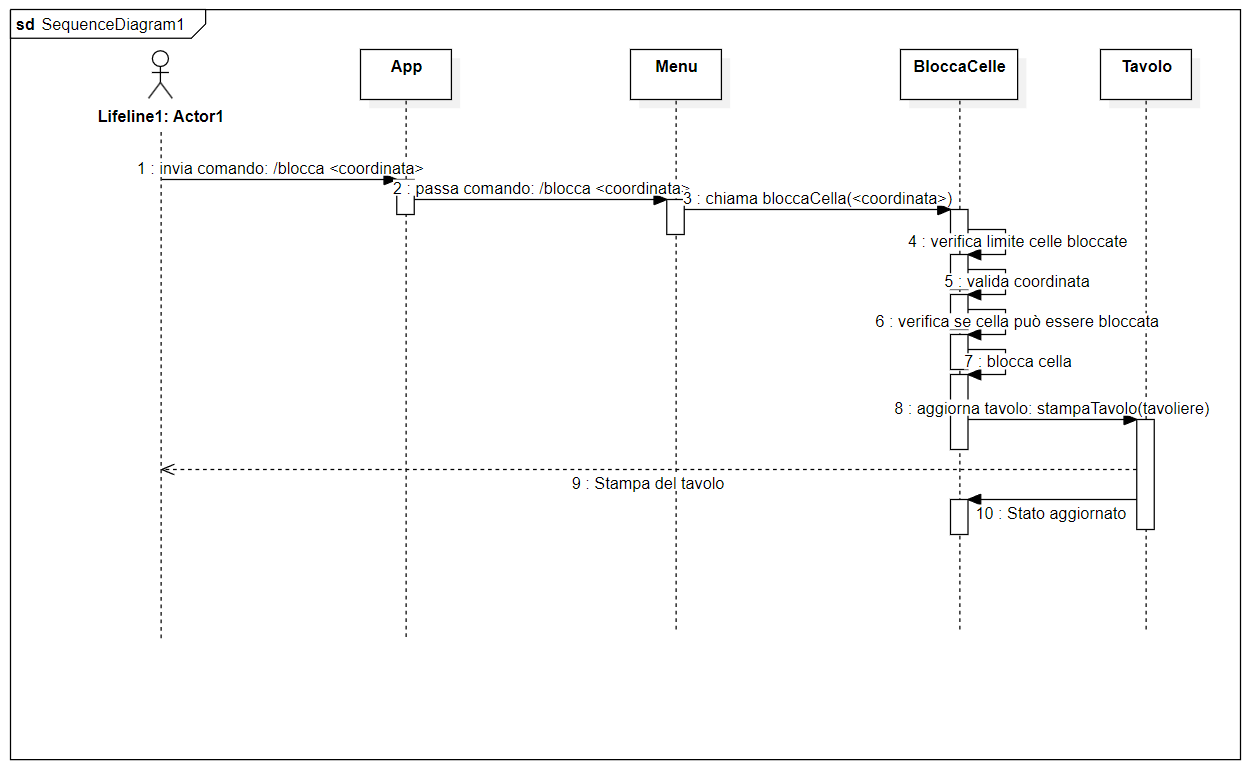 sd SequenceDiagram1
Lifeline1: Actor1
App
Menu
BloccaCelle
Tavolo
1 : invia comando: /blocca <coordinata>
2 : passa comando: /blocca <coordinata>
3 : chiama bloccaCella(<coordinata>)
4 : verifica limite celle bloccate
5 : valida coordinata
6 : verifica se cella può essere bloccata
7 : blocca cella
8 : aggiorna tavolo: stampaTavolo(tavoliere)
9 : Stampa del tavolo
10 : Stato aggiornato